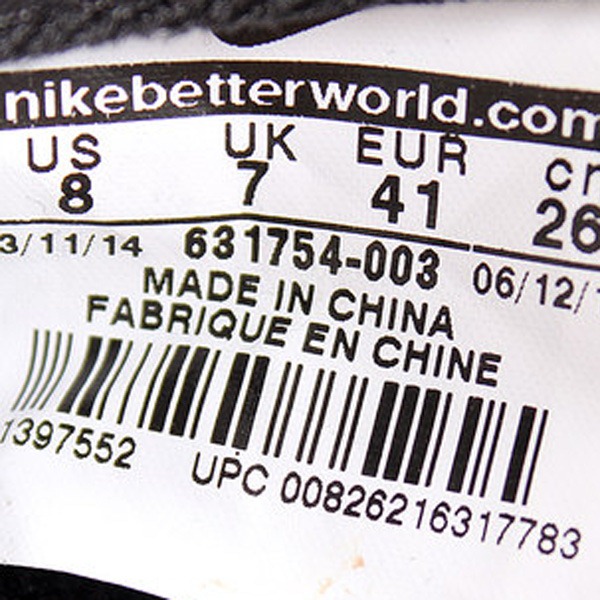 nikebetterworld.com
US UK EUR
8 7 41 26
3/11/14 631754-003 06/12/
MADE IN CHINA
FABRIQUE EN CHINE
1397552 UPC 00826216317783